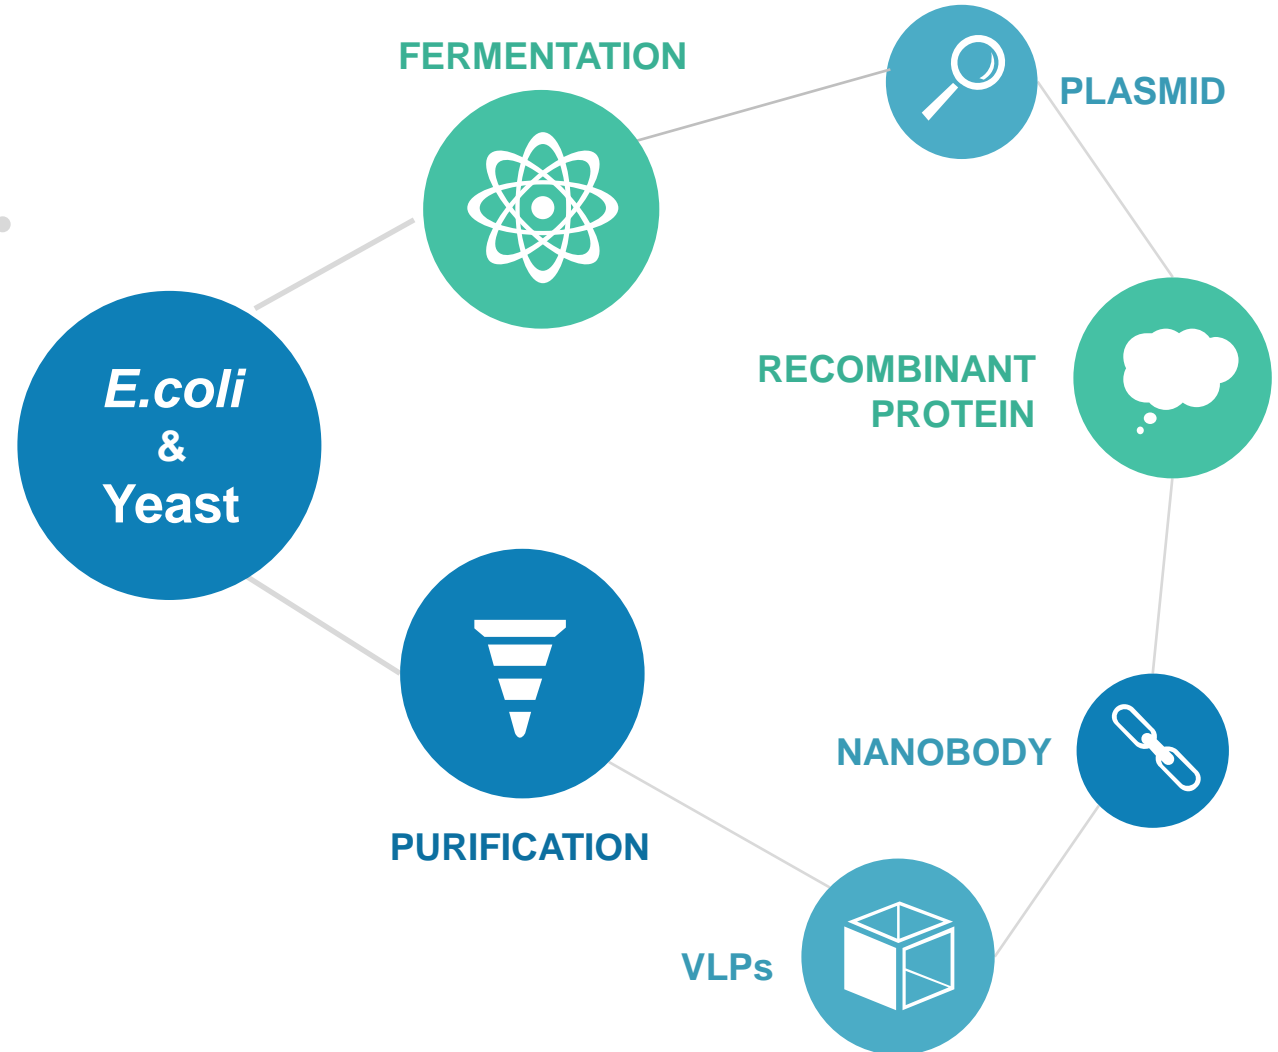 FERMENTATION
PLASMID
RECOMBINANT
PROTEIN
E.coli
&
Yeast
NANOBODY
PURIFICATION
VLPs